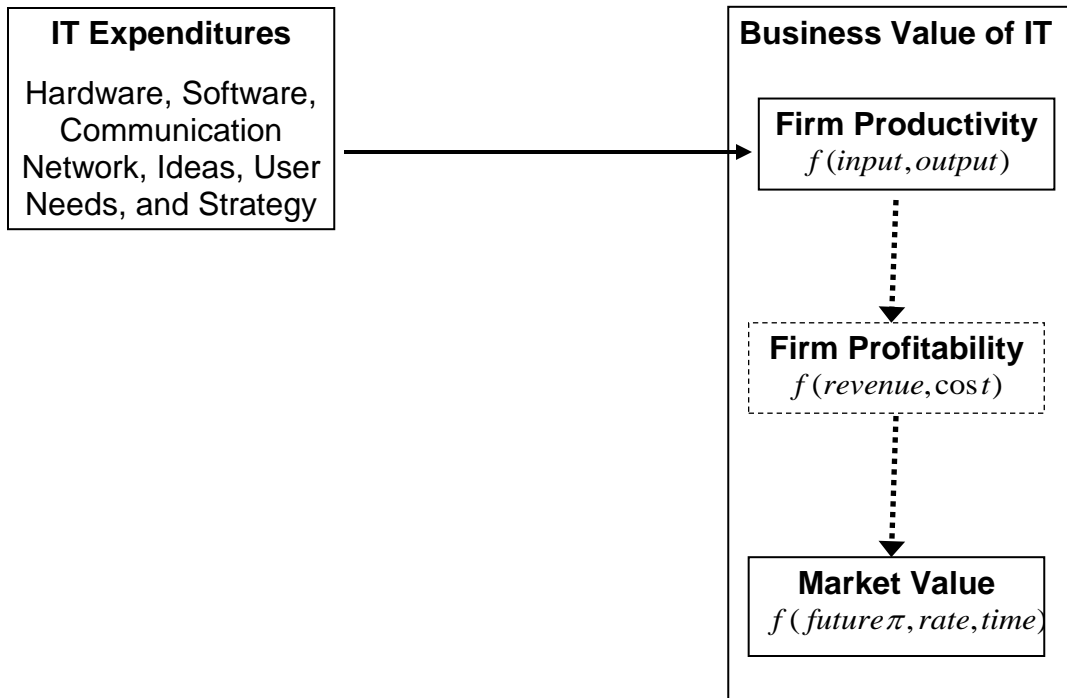 IT Expenditures
Hardware, Software,
Communication
Network, Ideas, User
Needs, and Strategy
Business Value of IT
Firm Productivity
f(input,output)
Firm Profitability
f(revenue,cost)
Market Value
f(futureπ,rate,time)